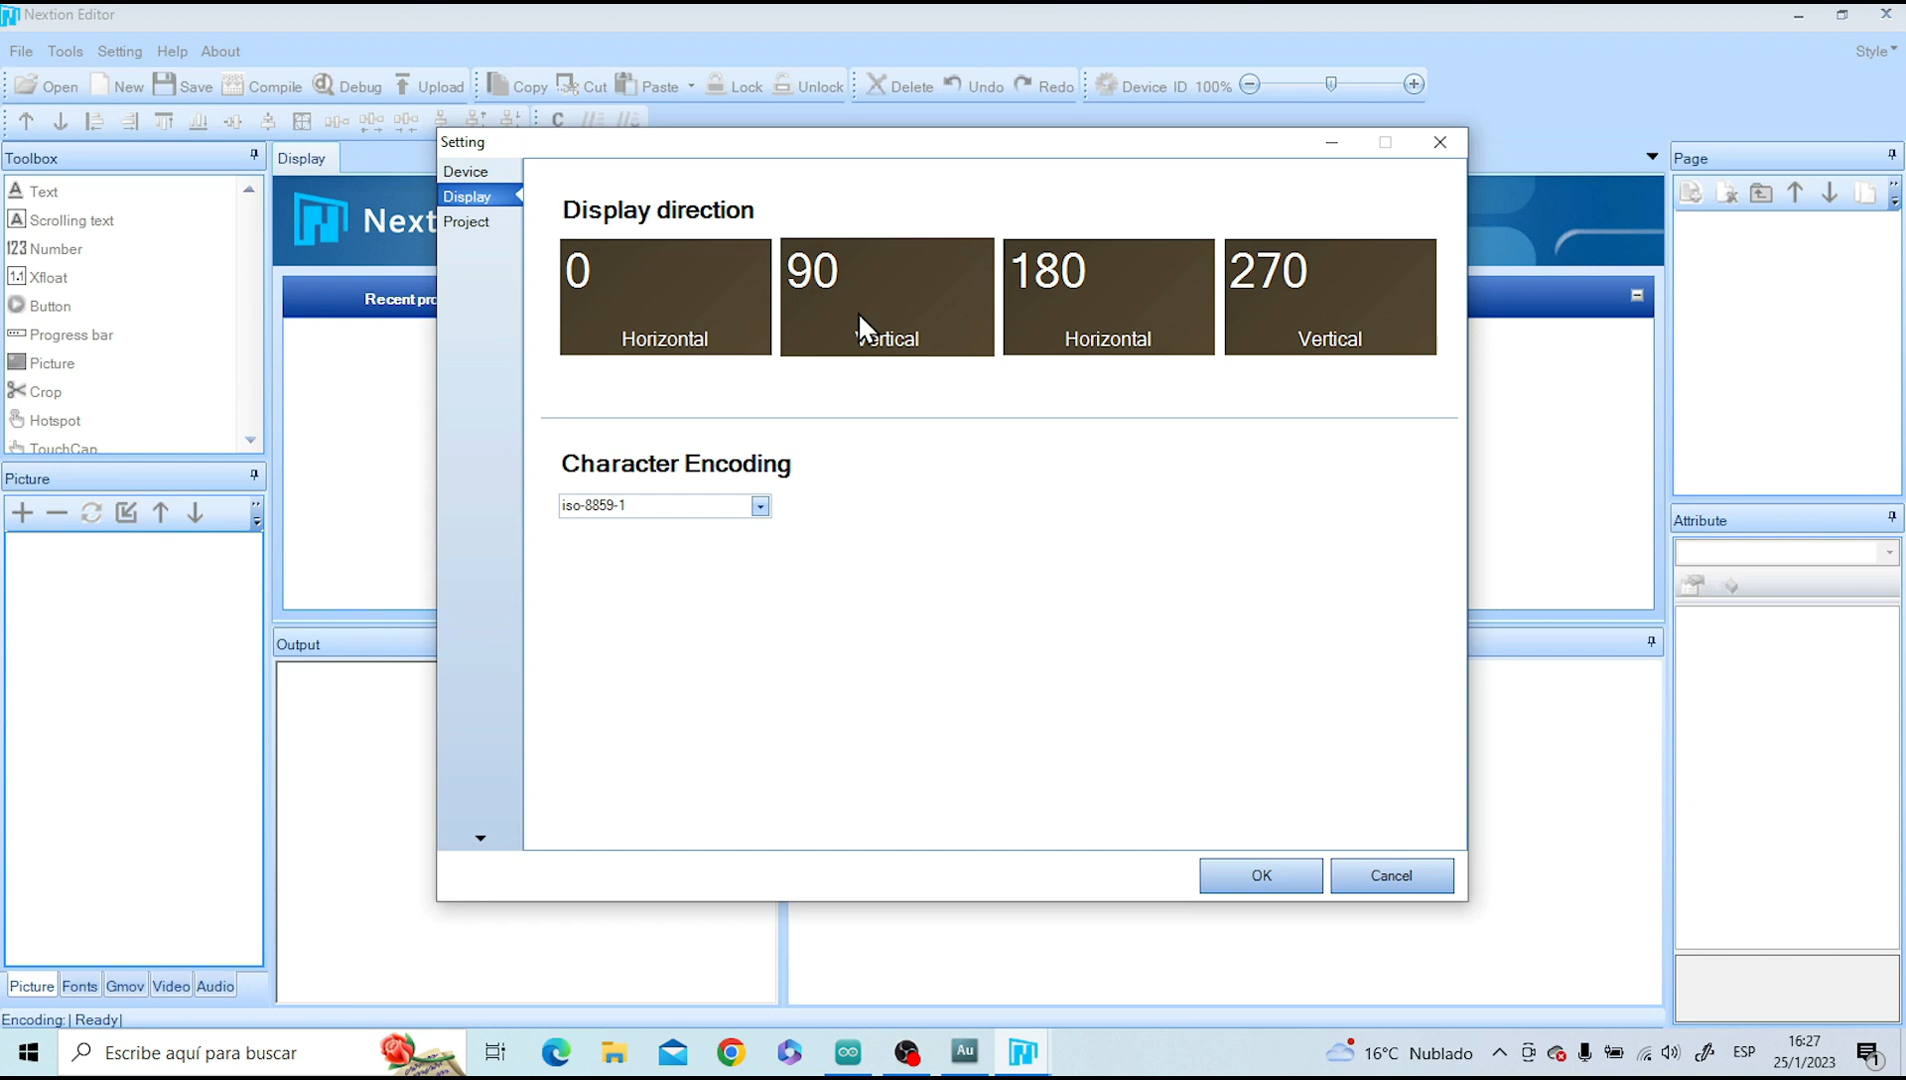 Nextion Editor
File Tools Setting Help About Style
Open New Save Compile Debug Upload Copy Cut Paste Lock Unlock Delete Undo Redo Device ID 100%
Toolbox
Text
Scrolling text
Number
Xfloat
Button
Progress bar
Picture
Crop
Hotspot
TouchCap
Picture
Picture Fonts Gmov Video Audio
Display
Next
Recent pro
Output
Setting
Device
Display
Project
Display direction
0
Horizontal
90
Vertical
180
Horizontal
270
Vertical
Character Encoding
iso-8859-1
OK Cancel
Page
Attribute
Encoding:| Ready|
Escribe aquí para buscar
Au
16°C Nublado
ESP
16:27
25/1/2023
1